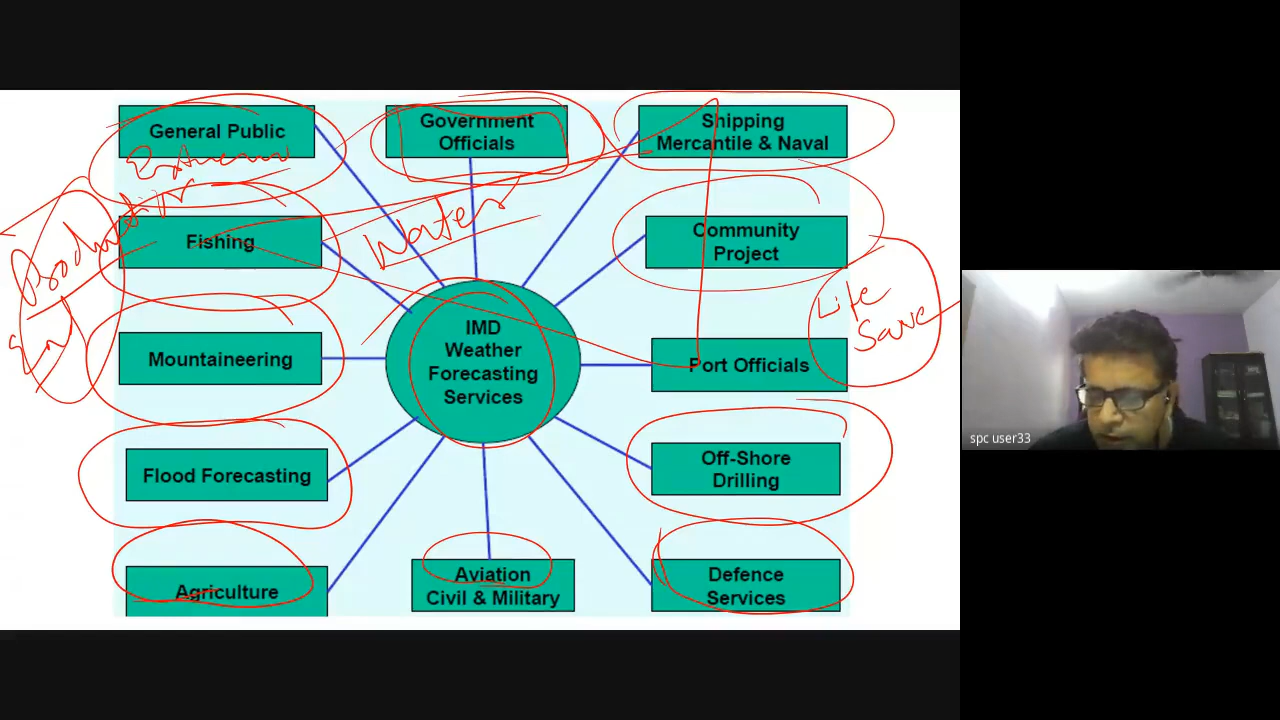 General Public
Government
Officials
Shipping
Mercantile & Naval
Productivity
Water
Fishing
Community
Project
Life
Save
IMD
Weather
Forecasting
Services
Mountaineering
Port Officials
spc user33
Flood Forecasting
Off-Shore
Drilling
Agriculture
Aviation
Civil & Military
Defence
Services